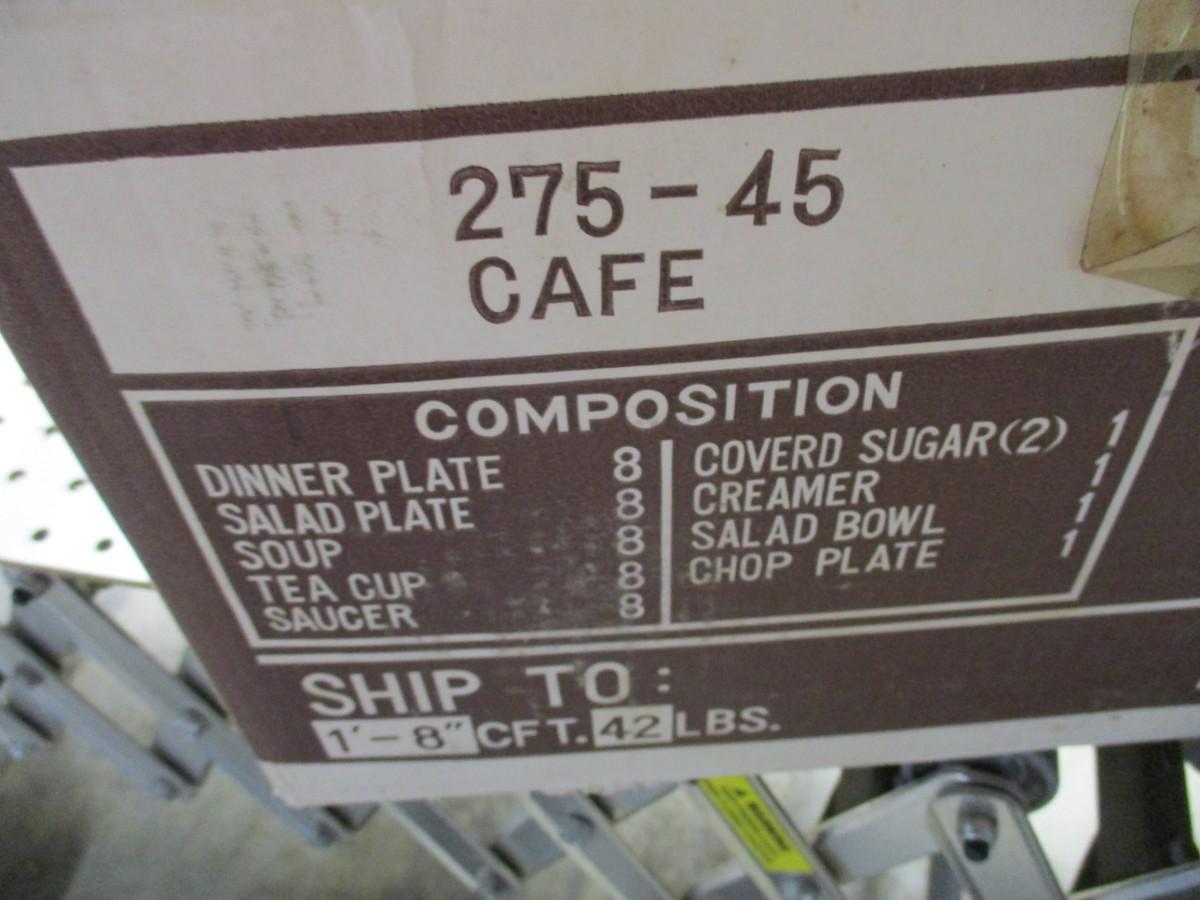 275-45
CAFE
COMPOSITION
DINNER PLATE 8
SALAD PLATE 8
SOUP 8
TEA CUP 8
SAUCER 8
COVERD SUGAR(2) 1
CREAMER 1
SALAD BOWL 1
CHOP PLATE 1
SHIP TO:
1'-8" CFT. 42 LBS.
WARNING